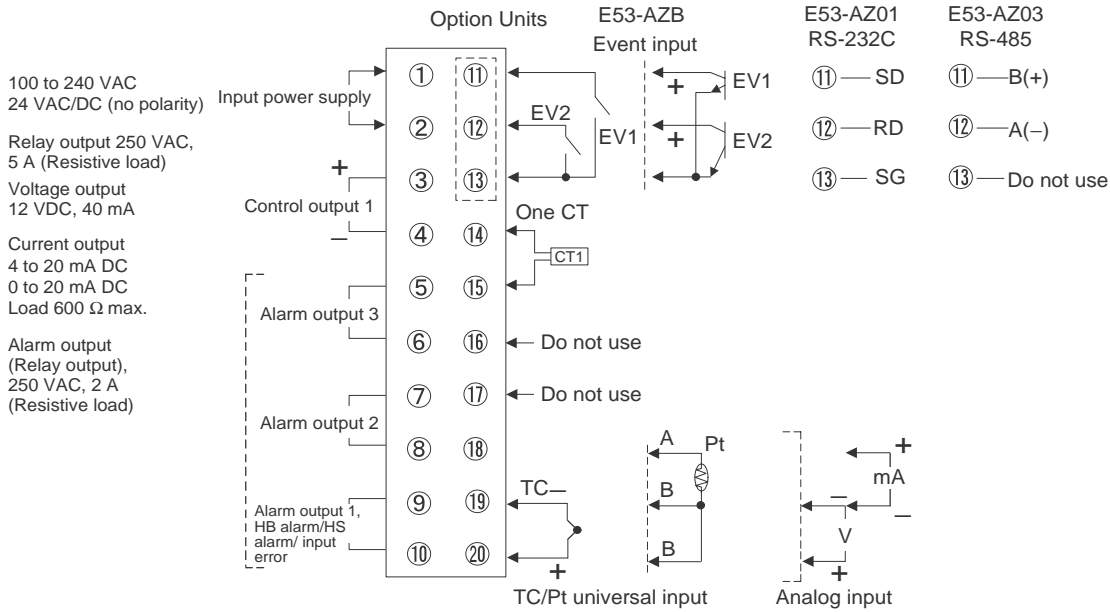 Option Units
E53-AZB
Event input
E53-AZ01
RS-232C
E53-AZ03
RS-485
100 to 240 VAC
24 VAC/DC (no polarity)
Input power supply
Relay output 250 VAC,
5 A (Resistive load)
Voltage output
12 VDC, 40 mA
Current output
4 to 20 mA DC
0 to 20 mA DC
Load 600 Ω max.
Alarm output
(Relay output),
250 VAC, 2 A
(Resistive load)
+
Control output 1
–
Alarm output 3
Alarm output 2
Alarm output 1,
HB alarm/HS
alarm/ input
error
① ⑪
② ⑫
③ ⑬
④ ⑭
⑤ ⑮
⑥ ⑯
⑦ ⑰
⑧ ⑱
⑨ ⑲
⑩ ⑳
EV2
EV1
+
EV1
+
EV2
⑪ SD
⑫ RD
⑬ SG
⑪ B(+)
⑫ A(–)
⑬ Do not use
One CT
CT1
Do not use
Do not use
TC–
+
A
Pt
B
B
TC/Pt universal input
+
mA
–
–
V
+
Analog input